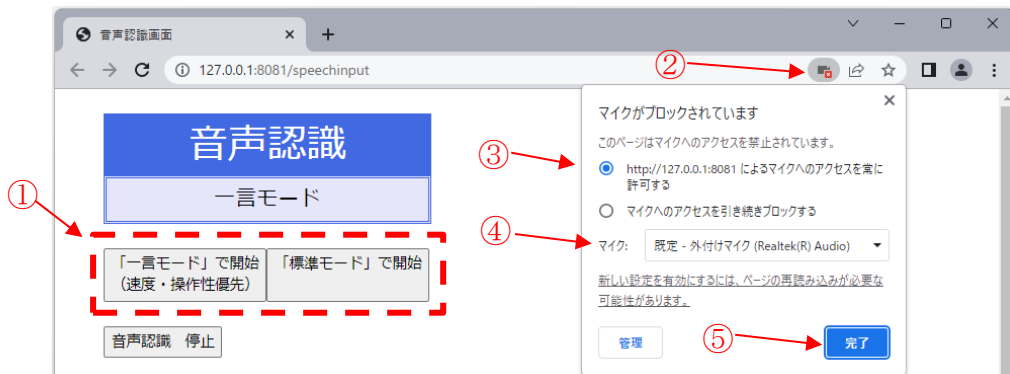 音声認識画面
127.0.0.1:8081/speechinput
②
マイクがブロックされています
このページはマイクへのアクセスを禁止されています。
③
http://127.0.0.1:8081 によるマイクへのアクセスを常に
許可する
マイクへのアクセスを引き続きブロックする
④
マイク:
既定 - 外付けマイク (Realtek(R) Audio)
新しい設定を有効にするには、ページの再読み込みが必要な
可能性があります。
管理
⑤
完了
音声認識
一言モード
①
「一言モード」で開始
(速度・操作性優先)
「標準モード」で開始
音声認識 停止